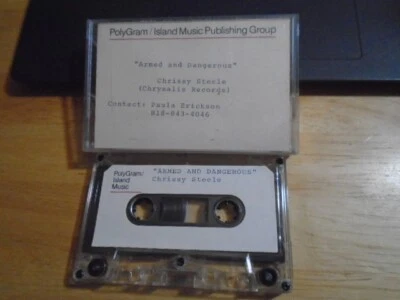 PolyGram/Island Music Publishing Group
"Armed and Dangerous"
Chrissy Steele
(Chrysalis Records)
Contact: Paula Erickson
PolyGram/ "ARMED AND DANGEROUS"
Island Chrissy Steele
Music